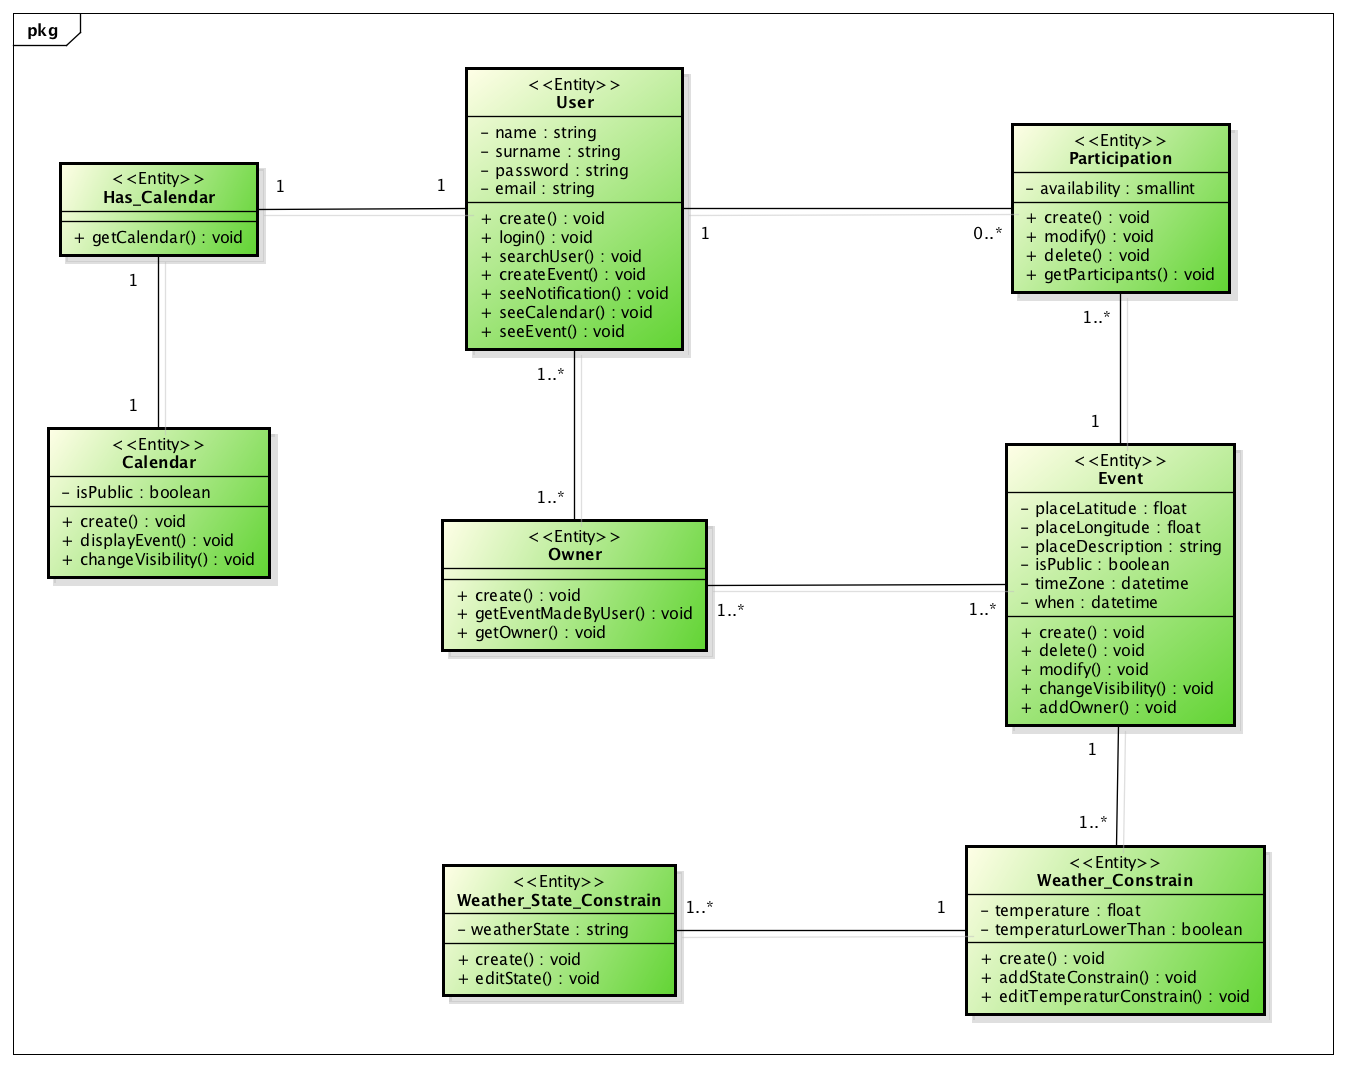 pkg
<<Entity>>
User
- name : string
- surname : string
- password : string
- email : string
+ create() : void
+ login() : void
+ searchUser() : void
+ createEvent() : void
+ seeNotification() : void
+ seeCalendar() : void
+ seeEvent() : void
<<Entity>>
Participation
- availability : smallint
+ create() : void
+ modify() : void
+ delete() : void
+ getParticipants() : void
<<Entity>>
Has_Calendar
+ getCalendar() : void
1
1
1
0..*
1
1
1..*
1
1..*
1..*
<<Entity>>
Calendar
- isPublic : boolean
+ create() : void
+ displayEvent() : void
+ changeVisibility() : void
<<Entity>>
Owner
+ create() : void
+ getEventMadeByUser() : void
+ getOwner() : void
1..*
1..*
<<Entity>>
Event
- placeLatitude : float
- placeLongitude : float
- placeDescription : string
- isPublic : boolean
- timeZone : datetime
- when : datetime
+ create() : void
+ delete() : void
+ modify() : void
+ changeVisibility() : void
+ addOwner() : void
1
1..*
<<Entity>>
Weather_State_Constrain
- weatherState : string
+ create() : void
+ editState() : void
1..*
1
<<Entity>>
Weather_Constrain
- temperature : float
- temperaturLowerThan : boolean
+ create() : void
+ addStateConstrain() : void
+ editTemperaturConstrain() : void